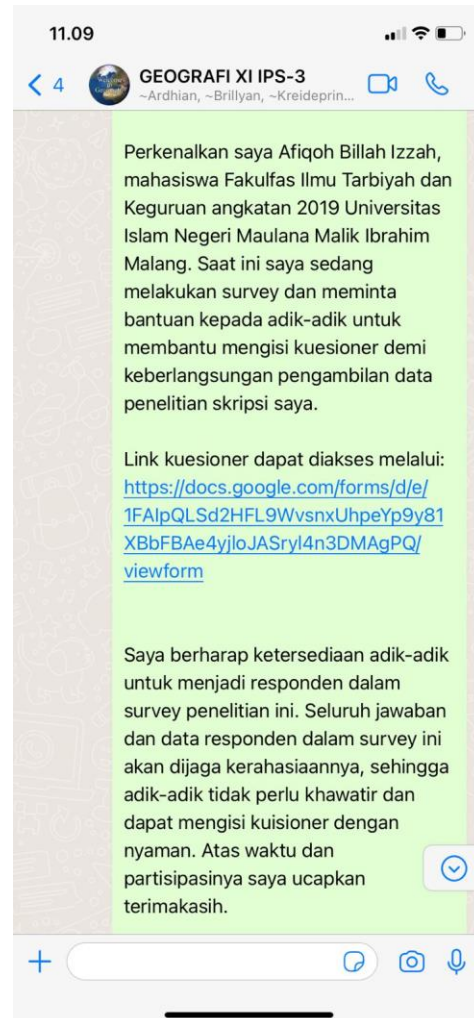 11.09
4
GEOGRAFI XI IPS-3
~Ardhian, ~Brillyan, ~Kreideprin...
Perkenalkan saya Afiqoh Billah Izzah,
mahasiswa Fakulfas Ilmu Tarbiyah dan
Keguruan angkatan 2019 Universitas
Islam Negeri Maulana Malik Ibrahim
Malang. Saat ini saya sedang
melakukan survey dan meminta
bantuan kepada adik-adik untuk
membantu mengisi kuesioner demi
keberlangsungan pengambilan data
penelitian skripsi saya.
Link kuesioner dapat diakses melalui:
https://docs.google.com/forms/d/e/
1FAIpQLSd2HFL9WvsnxUhpeYp9y81
XBbFBAe4yjloJASryl4n3DMAgPQ/
viewform
Saya berharap ketersediaan adik-adik
untuk menjadi responden dalam
survey penelitian ini. Seluruh jawaban
dan data responden dalam survey ini
akan dijaga kerahasiaannya, sehingga
adik-adik tidak perlu khawatir dan
dapat mengisi kuisioner dengan
nyaman. Atas waktu dan
partisipasinya saya ucapkan
terimakasih.